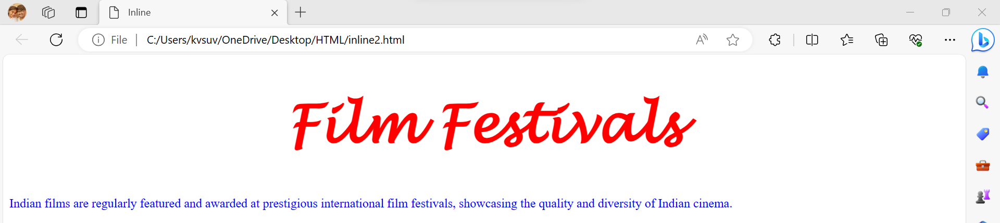 Inline
File
C:/Users/kvsuv/OneDrive/Desktop/HTML/inline2.html
Film Festivals
Indian films are regularly featured and awarded at prestigious international film festivals, showcasing the quality and diversity of Indian cinema.